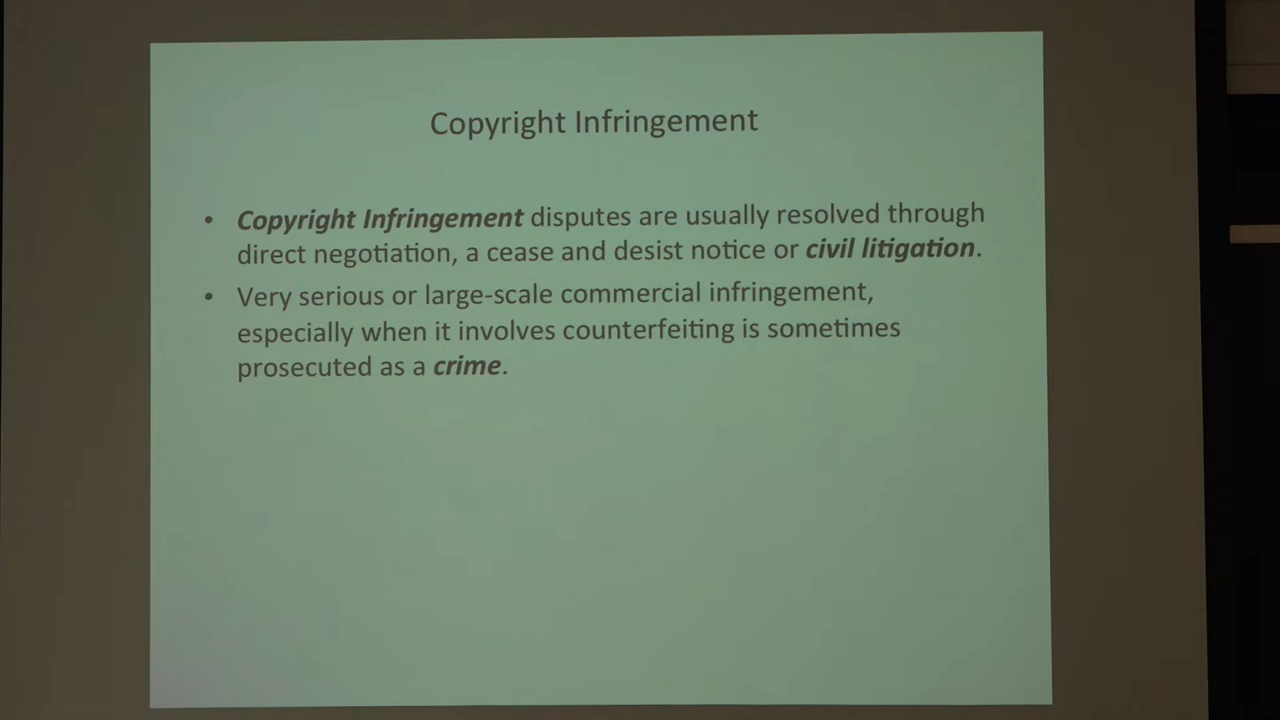 Copyright Infringement
• Copyright Infringement disputes are usually resolved through
direct negotiation, a cease and desist notice or civil litigation.
• Very serious or large-scale commercial infringement,
especially when it involves counterfeiting is sometimes
prosecuted as a crime.